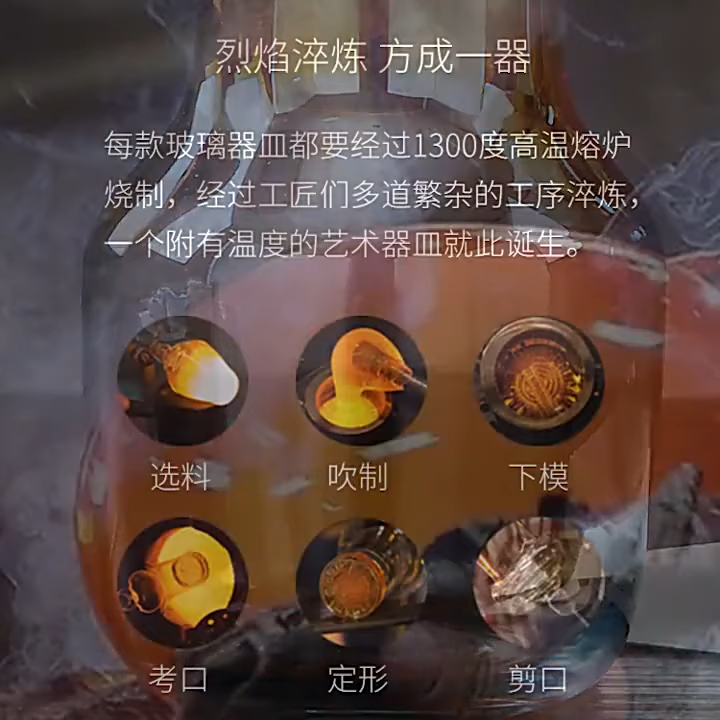 烈焰淬炼 方成一器
每款玻璃器皿都要经过1300度高温熔炉
烧制，经过工匠们多道繁杂的工序淬炼，
一个附有温度的艺术器皿就此诞生。
选料 吹制 下模
考口 定形 剪口